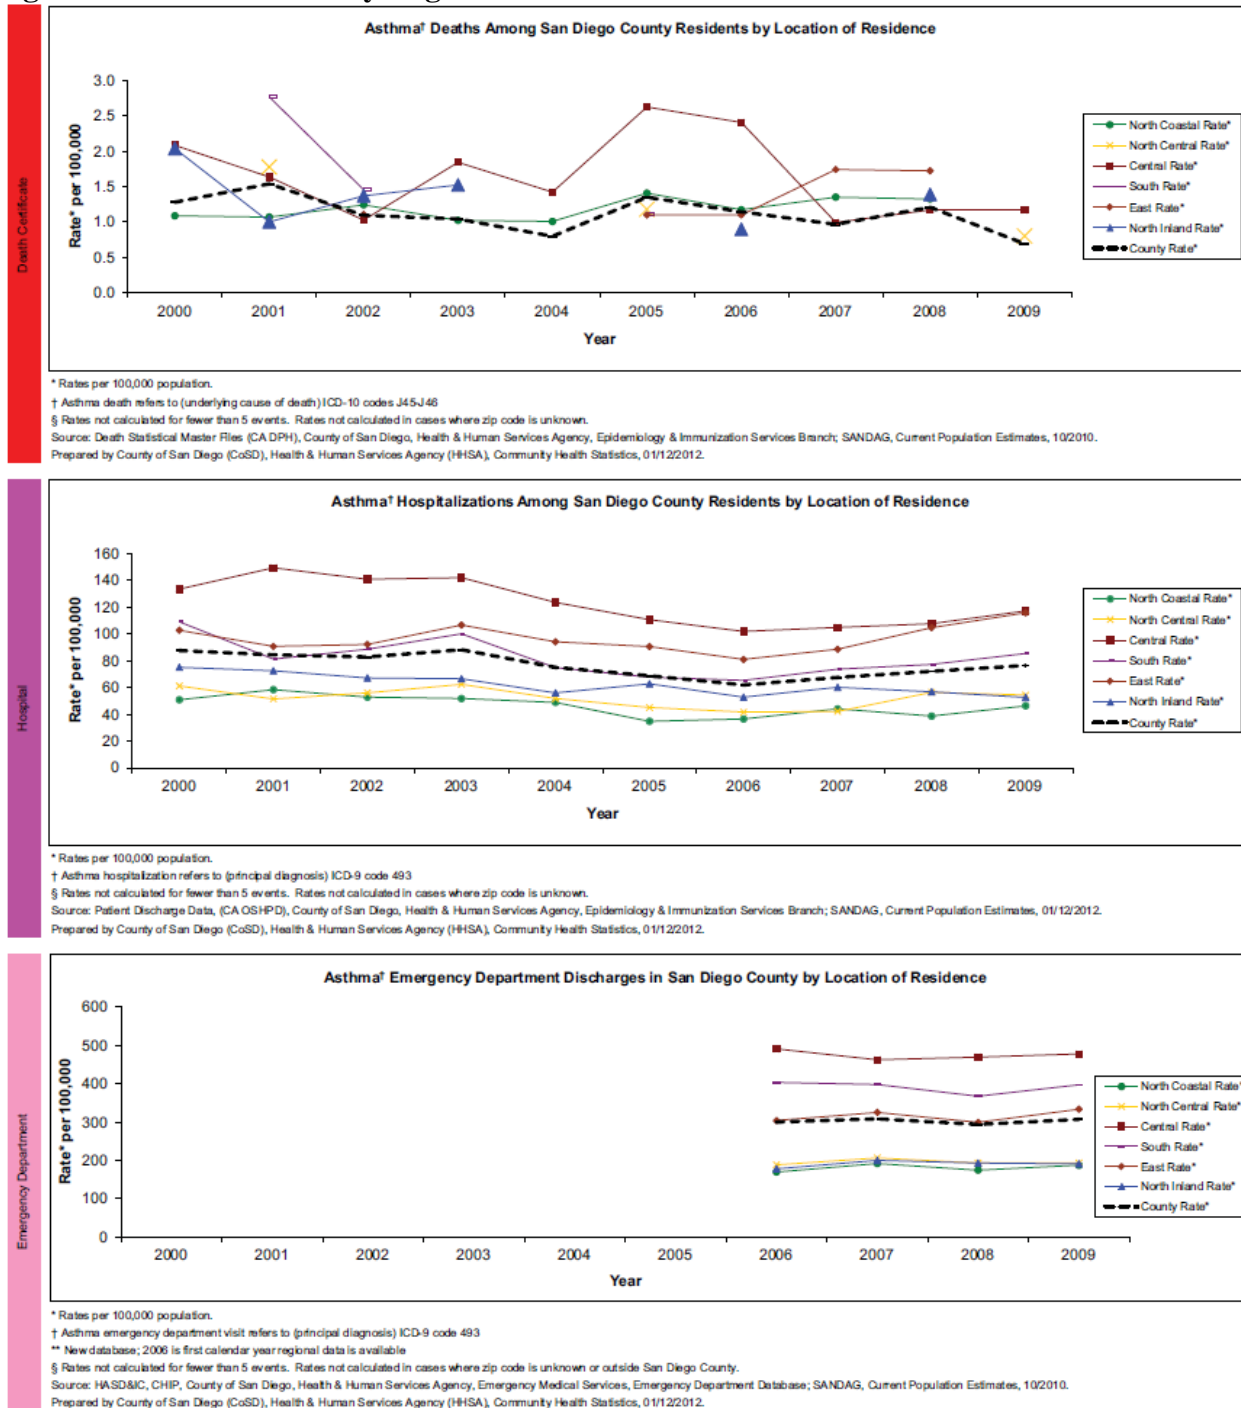 Asthma† Deaths Among San Diego County Residents by Location of Residence
Death Certificate
Rate* per 100,000
3.0
2.5
2.0
1.5
1.0
0.5
0.0
2000 2001 2002 2003 2004 2005 2006 2007 2008 2009
Year
North Coastal Rate*
North Central Rate*
Central Rate*
South Rate*
East Rate*
North Inland Rate*
County Rate*
* Rates per 100,000 population.
† Asthma death refers to (underlying cause of death) ICD-10 codes J45-J46
§ Rates not calculated for fewer than 5 events. Rates not calculated in cases where zip code is unknown.
Source: Death Statistical Master Files (CA DPH), County of San Diego, Health & Human Services Agency, Epidemiology & Immunization Services Branch; SANDAG, Current Population Estimates, 10/2010.
Prepared by County of San Diego (CoSD), Health & Human Services Agency (HHSA), Community Health Statistics, 01/12/2012.
Asthma† Hospitalizations Among San Diego County Residents by Location of Residence
Hospital
Rate* per 100,000
160
140
120
100
80
60
40
20
0
2000 2001 2002 2003 2004 2005 2006 2007 2008 2009
Year
North Coastal Rate*
North Central Rate*
Central Rate*
South Rate*
East Rate*
North Inland Rate*
County Rate*
* Rates per 100,000 population.
† Asthma hospitalization refers to (principal diagnosis) ICD-9 code 493
§ Rates not calculated for fewer than 5 events. Rates not calculated in cases where zip code is unknown.
Source: Patient Discharge Data, (CA OSHPD), County of San Diego, Health & Human Services Agency, Epidemiology & Immunization Services Branch; SANDAG, Current Population Estimates, 01/12/2012.
Prepared by County of San Diego (CoSD), Health & Human Services Agency (HHSA), Community Health Statistics, 01/12/2012.
Asthma† Emergency Department Discharges in San Diego County by Location of Residence
Emergency Department
Rate* per 100,000
600
500
400
300
200
100
0
2000 2001 2002 2003 2004 2005 2006 2007 2008 2009
Year
North Coastal Rate*
North Central Rate*
Central Rate*
South Rate*
East Rate*
North Inland Rate*
County Rate*
* Rates per 100,000 population.
† Asthma emergency department visit refers to (principal diagnosis) ICD-9 code 493
** New database; 2006 is first calendar year regional data is available
§ Rates not calculated for fewer than 5 events. Rates not calculated in cases where zip code is unknown or outside San Diego County.
Source: HASD&IC, CHIP, County of San Diego, Health & Human Services Agency, Emergency Medical Services, Emergency Department Database; SANDAG, Current Population Estimates, 10/2010.
Prepared by County of San Diego (CoSD), Health & Human Services Agency (HHSA), Community Health Statistics, 01/12/2012.